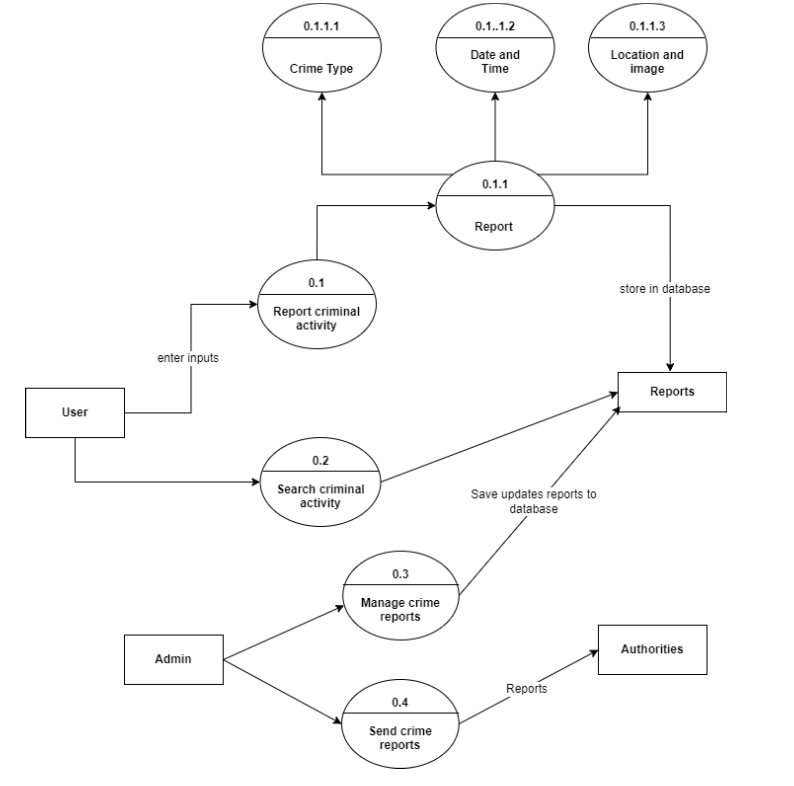 0.1.1.1
Crime Type
0.1..1.2
Date and
Time
0.1.1.3
Location and
image
0.1.1
Report
0.1
Report criminal
activity
store in database
enter inputs
User
Reports
0.2
Search criminal
activity
Save updates reports to
database
0.3
Manage crime
reports
Admin
Authorities
Reports
0.4
Send crime
reports